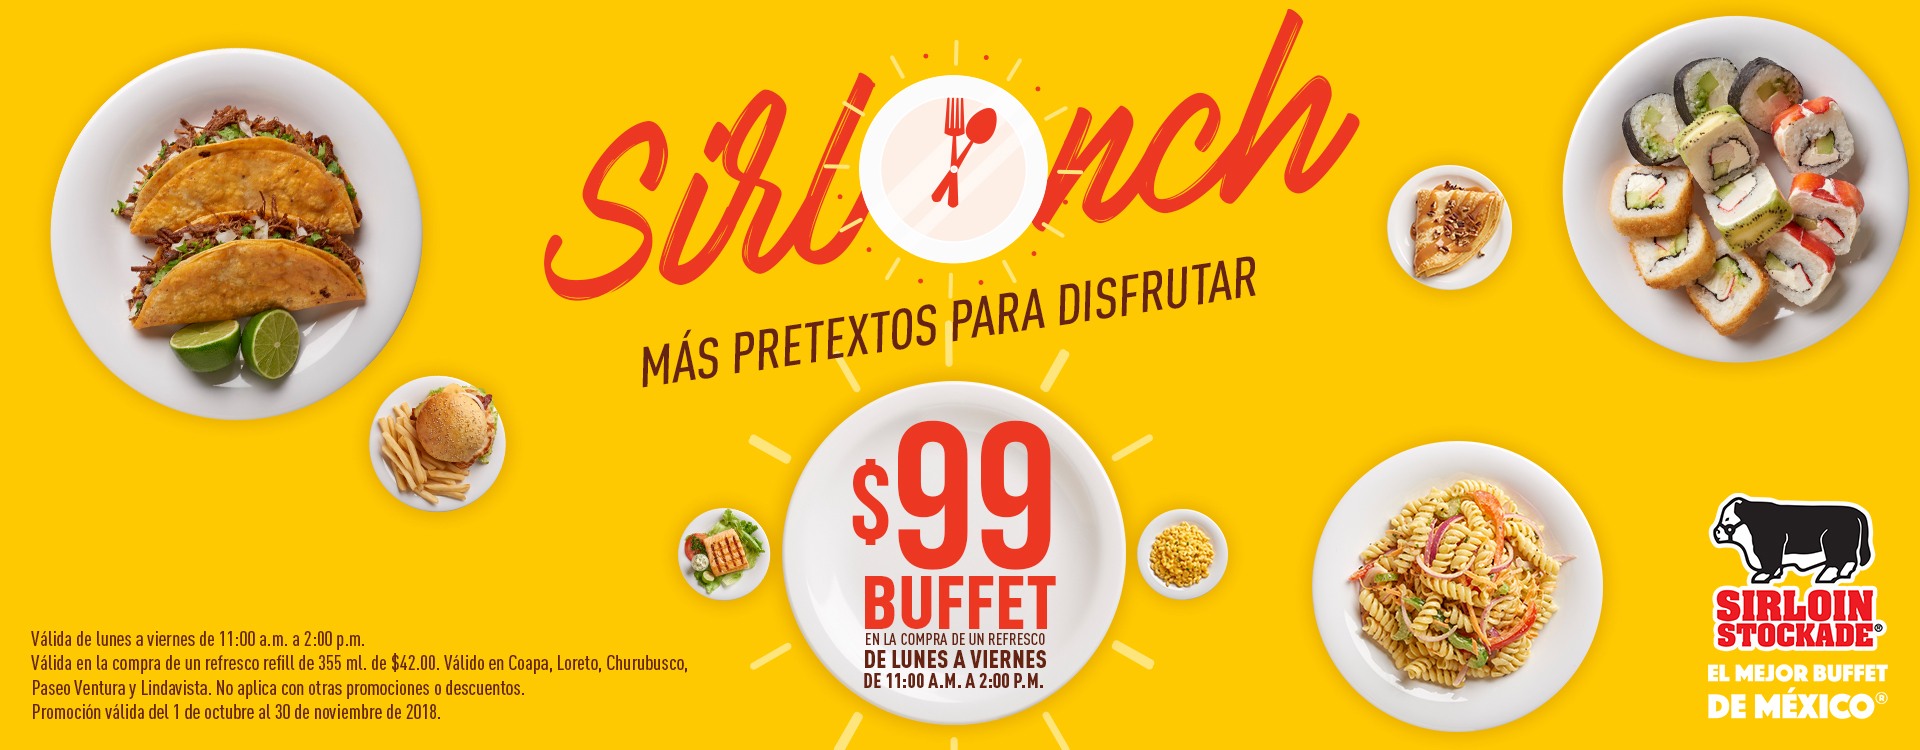 Sirlonch
MÁS PRETEXTOS PARA DISFRUTAR
$99
BUFFET
EN LA COMPRA DE UN REFRESCO
DE LUNES A VIERNES
DE 11:00 A.M. A 2:00 P.M.
Válida de lunes a viernes de 11:00 a.m. a 2:00 p.m.
Válida en la compra de un refresco refill de 355 ml. de $42.00. Válido en Coapa, Loreto, Churubusco,
Paseo Ventura y Lindavista. No aplica con otras promociones o descuentos.
Promoción válida del 1 de octubre al 30 de noviembre de 2018.
SIRLOIN
STOCKADE®
EL MEJOR BUFFET
DE MÉXICO®